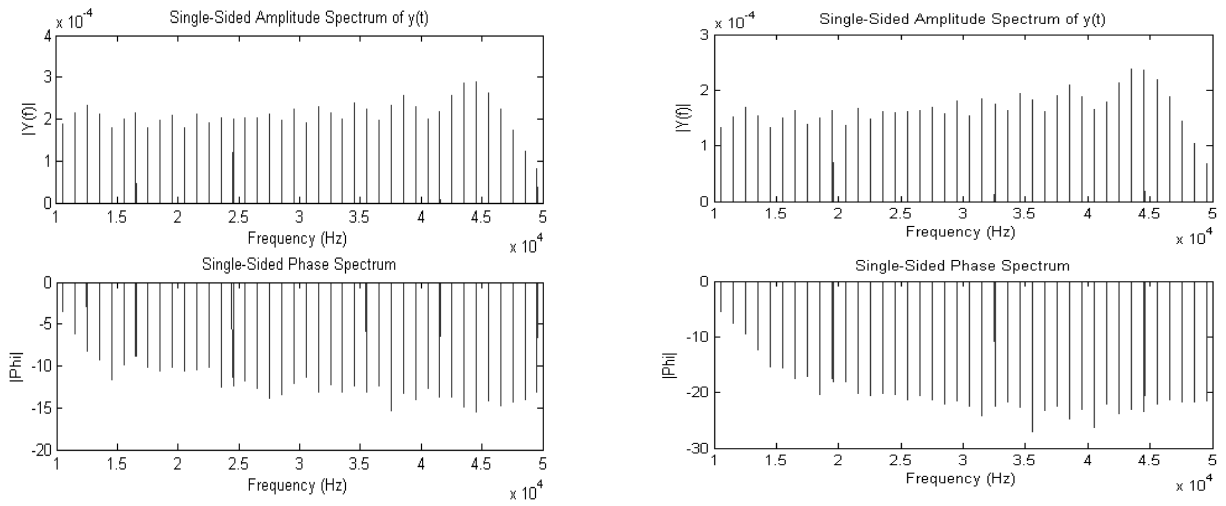 x 10^-4
Single-Sided Amplitude Spectrum of y(t)
|Y(f)|
4
3
2
1
0
1 1.5 2 2.5 3 3.5 4 4.5 5
Frequency (Hz)
x 10^4
Single-Sided Phase Spectrum
|Phi|
0
-5
-10
-15
-20
1 1.5 2 2.5 3 3.5 4 4.5 5
Frequency (Hz)
x 10^4
x 10^-4
Single-Sided Amplitude Spectrum of y(t)
|Y(f)|
3
2
1
0
1 1.5 2 2.5 3 3.5 4 4.5 5
Frequency (Hz)
x 10^4
Single-Sided Phase Spectrum
|Phi|
0
-10
-20
-30
1 1.5 2 2.5 3 3.5 4 4.5 5
Frequency (Hz)
x 10^4